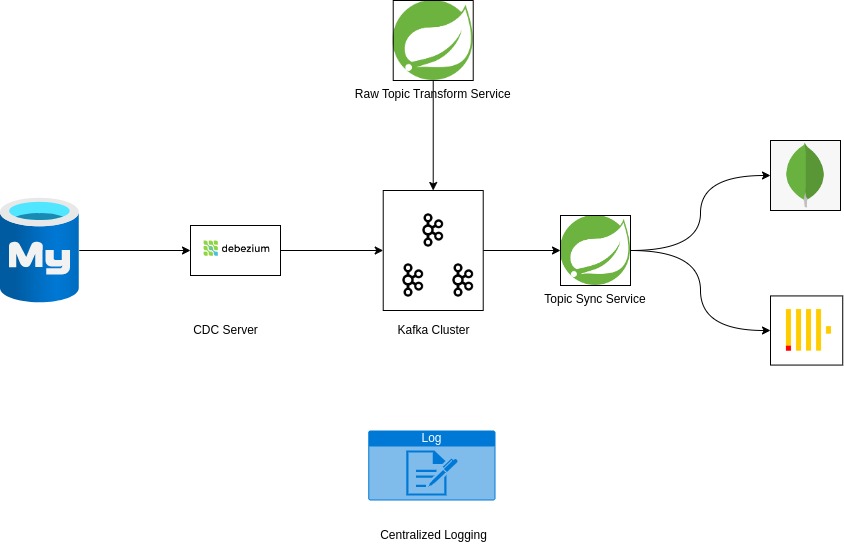 Raw Topic Transform Service
My
debezium
CDC Server
Kafka Cluster
Topic Sync Service
Log
Centralized Logging